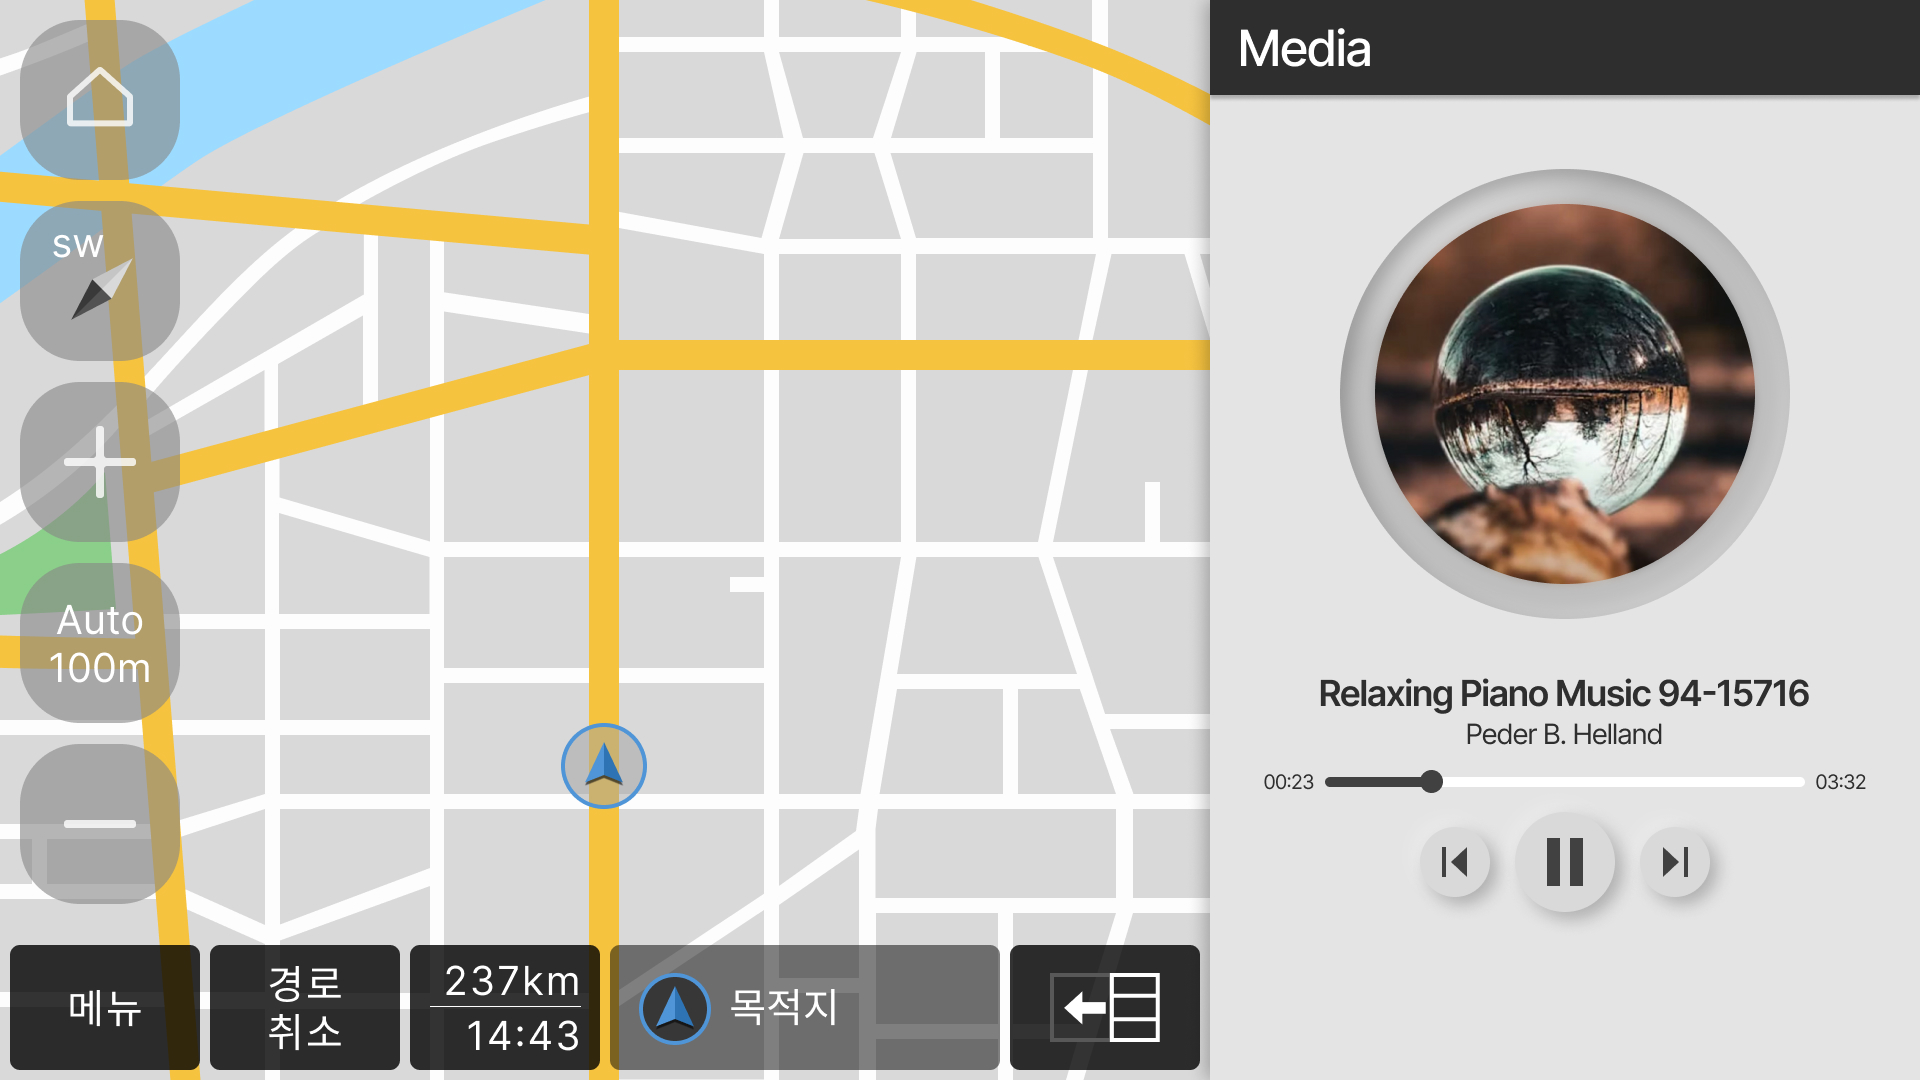 SW
Auto
100m
메뉴
경로
취소
237km
14:43
목적지
Media
Relaxing Piano Music 94-15716
Peder B. Helland
00:23
03:32